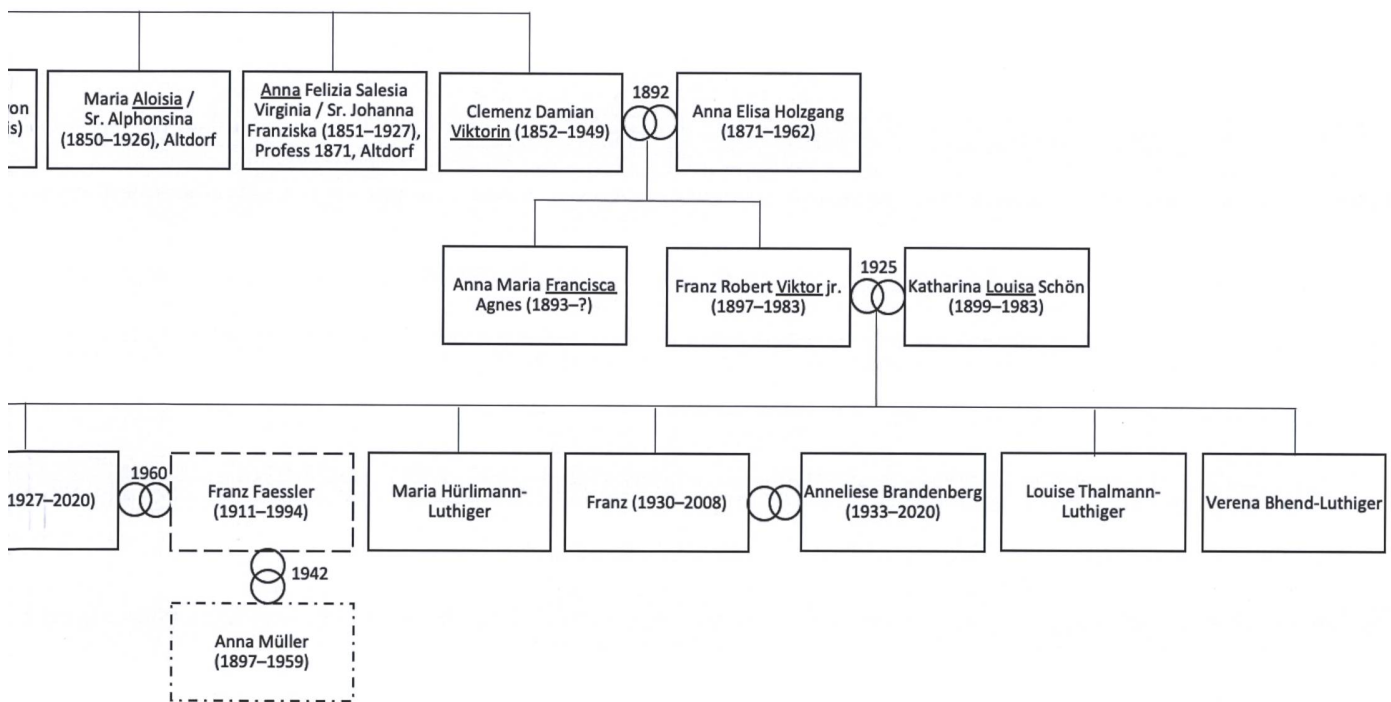 on
is)
Maria Aloisia /
Sr. Alphonsina
(1850–1926), Altdorf
Anna Felizia Salesia
Virginia / Sr. Johanna
Franziska (1851–1927),
Profess 1871, Altdorf
Clemenz Damian
Viktorin (1852–1949)
1892
Anna Elisa Holzgang
(1871–1962)
Anna Maria Francisca
Agnes (1893–?)
Franz Robert Viktor jr.
(1897–1983)
1925
Katharina Louisa Schön
(1899–1983)
1927–2020)
1960
Franz Faessler
(1911–1994)
Maria Hürlimann-
Luthiger
Franz (1930–2008)
Anneliese Brandenberg
(1933–2020)
Louise Thalmann-
Luthiger
Verena Bhend-Luthiger
1942
Anna Müller
(1897–1959)